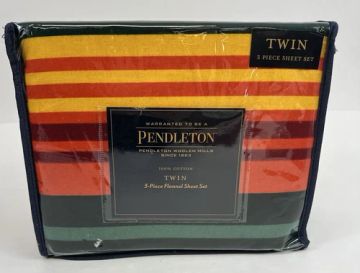 TWIN
3 PIECE SHEET SET
WARRANTED TO BE A
PENDLETON
PENDLETON WOOLEN MILLS
SINCE 1863
100% COTTON
TWIN
3-Piece Flannel Sheet Set